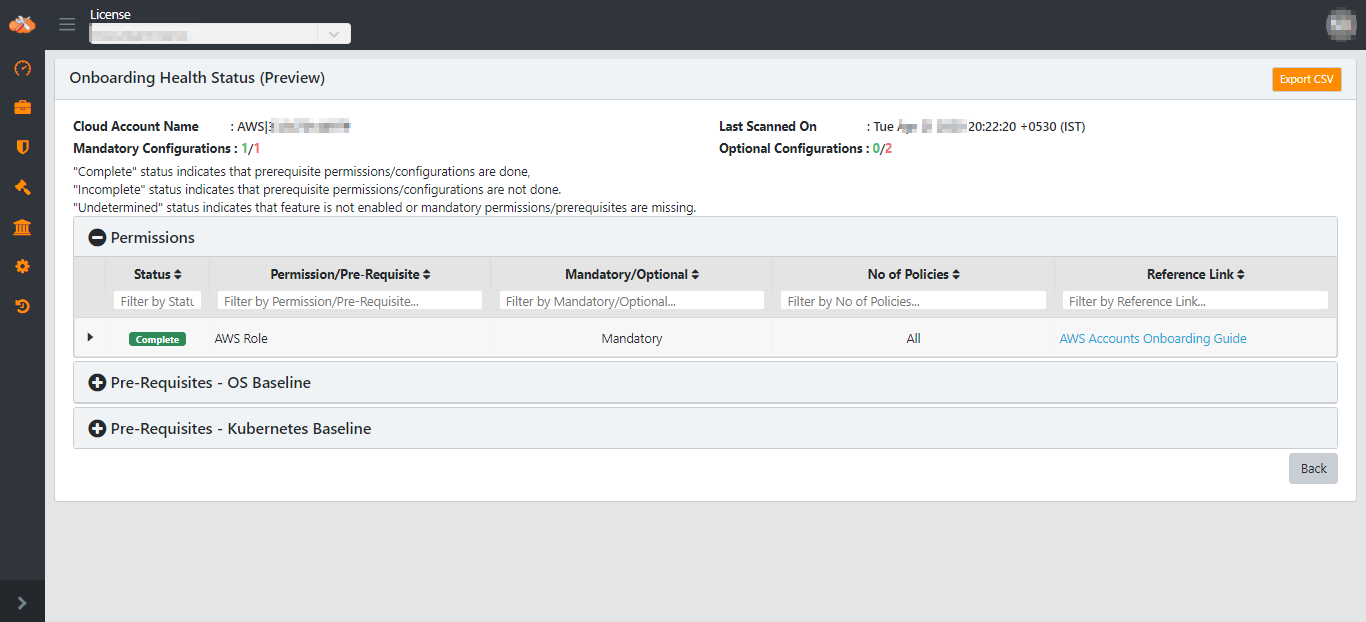 License
Onboarding Health Status (Preview)
Export CSV
Cloud Account Name : AWS|
Last Scanned On : Tue 20:22:20 +0530 (IST)
Mandatory Configurations : 1/1
Optional Configurations : 0/2
"Complete" status indicates that prerequisite permissions/configurations are done,
"Incomplete" status indicates that prerequisite permissions/configurations are not done.
"Undetermined" status indicates that feature is not enabled or mandatory permissions/prerequisites are missing.
Permissions
Status Permission/Pre-Requisite Mandatory/Optional No of Policies Reference Link
Filter by Statu Filter by Permission/Pre-Requisite... Filter by Mandatory/Optional... Filter by No of Policies... Filter by Reference Link...
Complete AWS Role Mandatory All AWS Accounts Onboarding Guide
Pre-Requisites - OS Baseline
Pre-Requisites - Kubernetes Baseline
Back